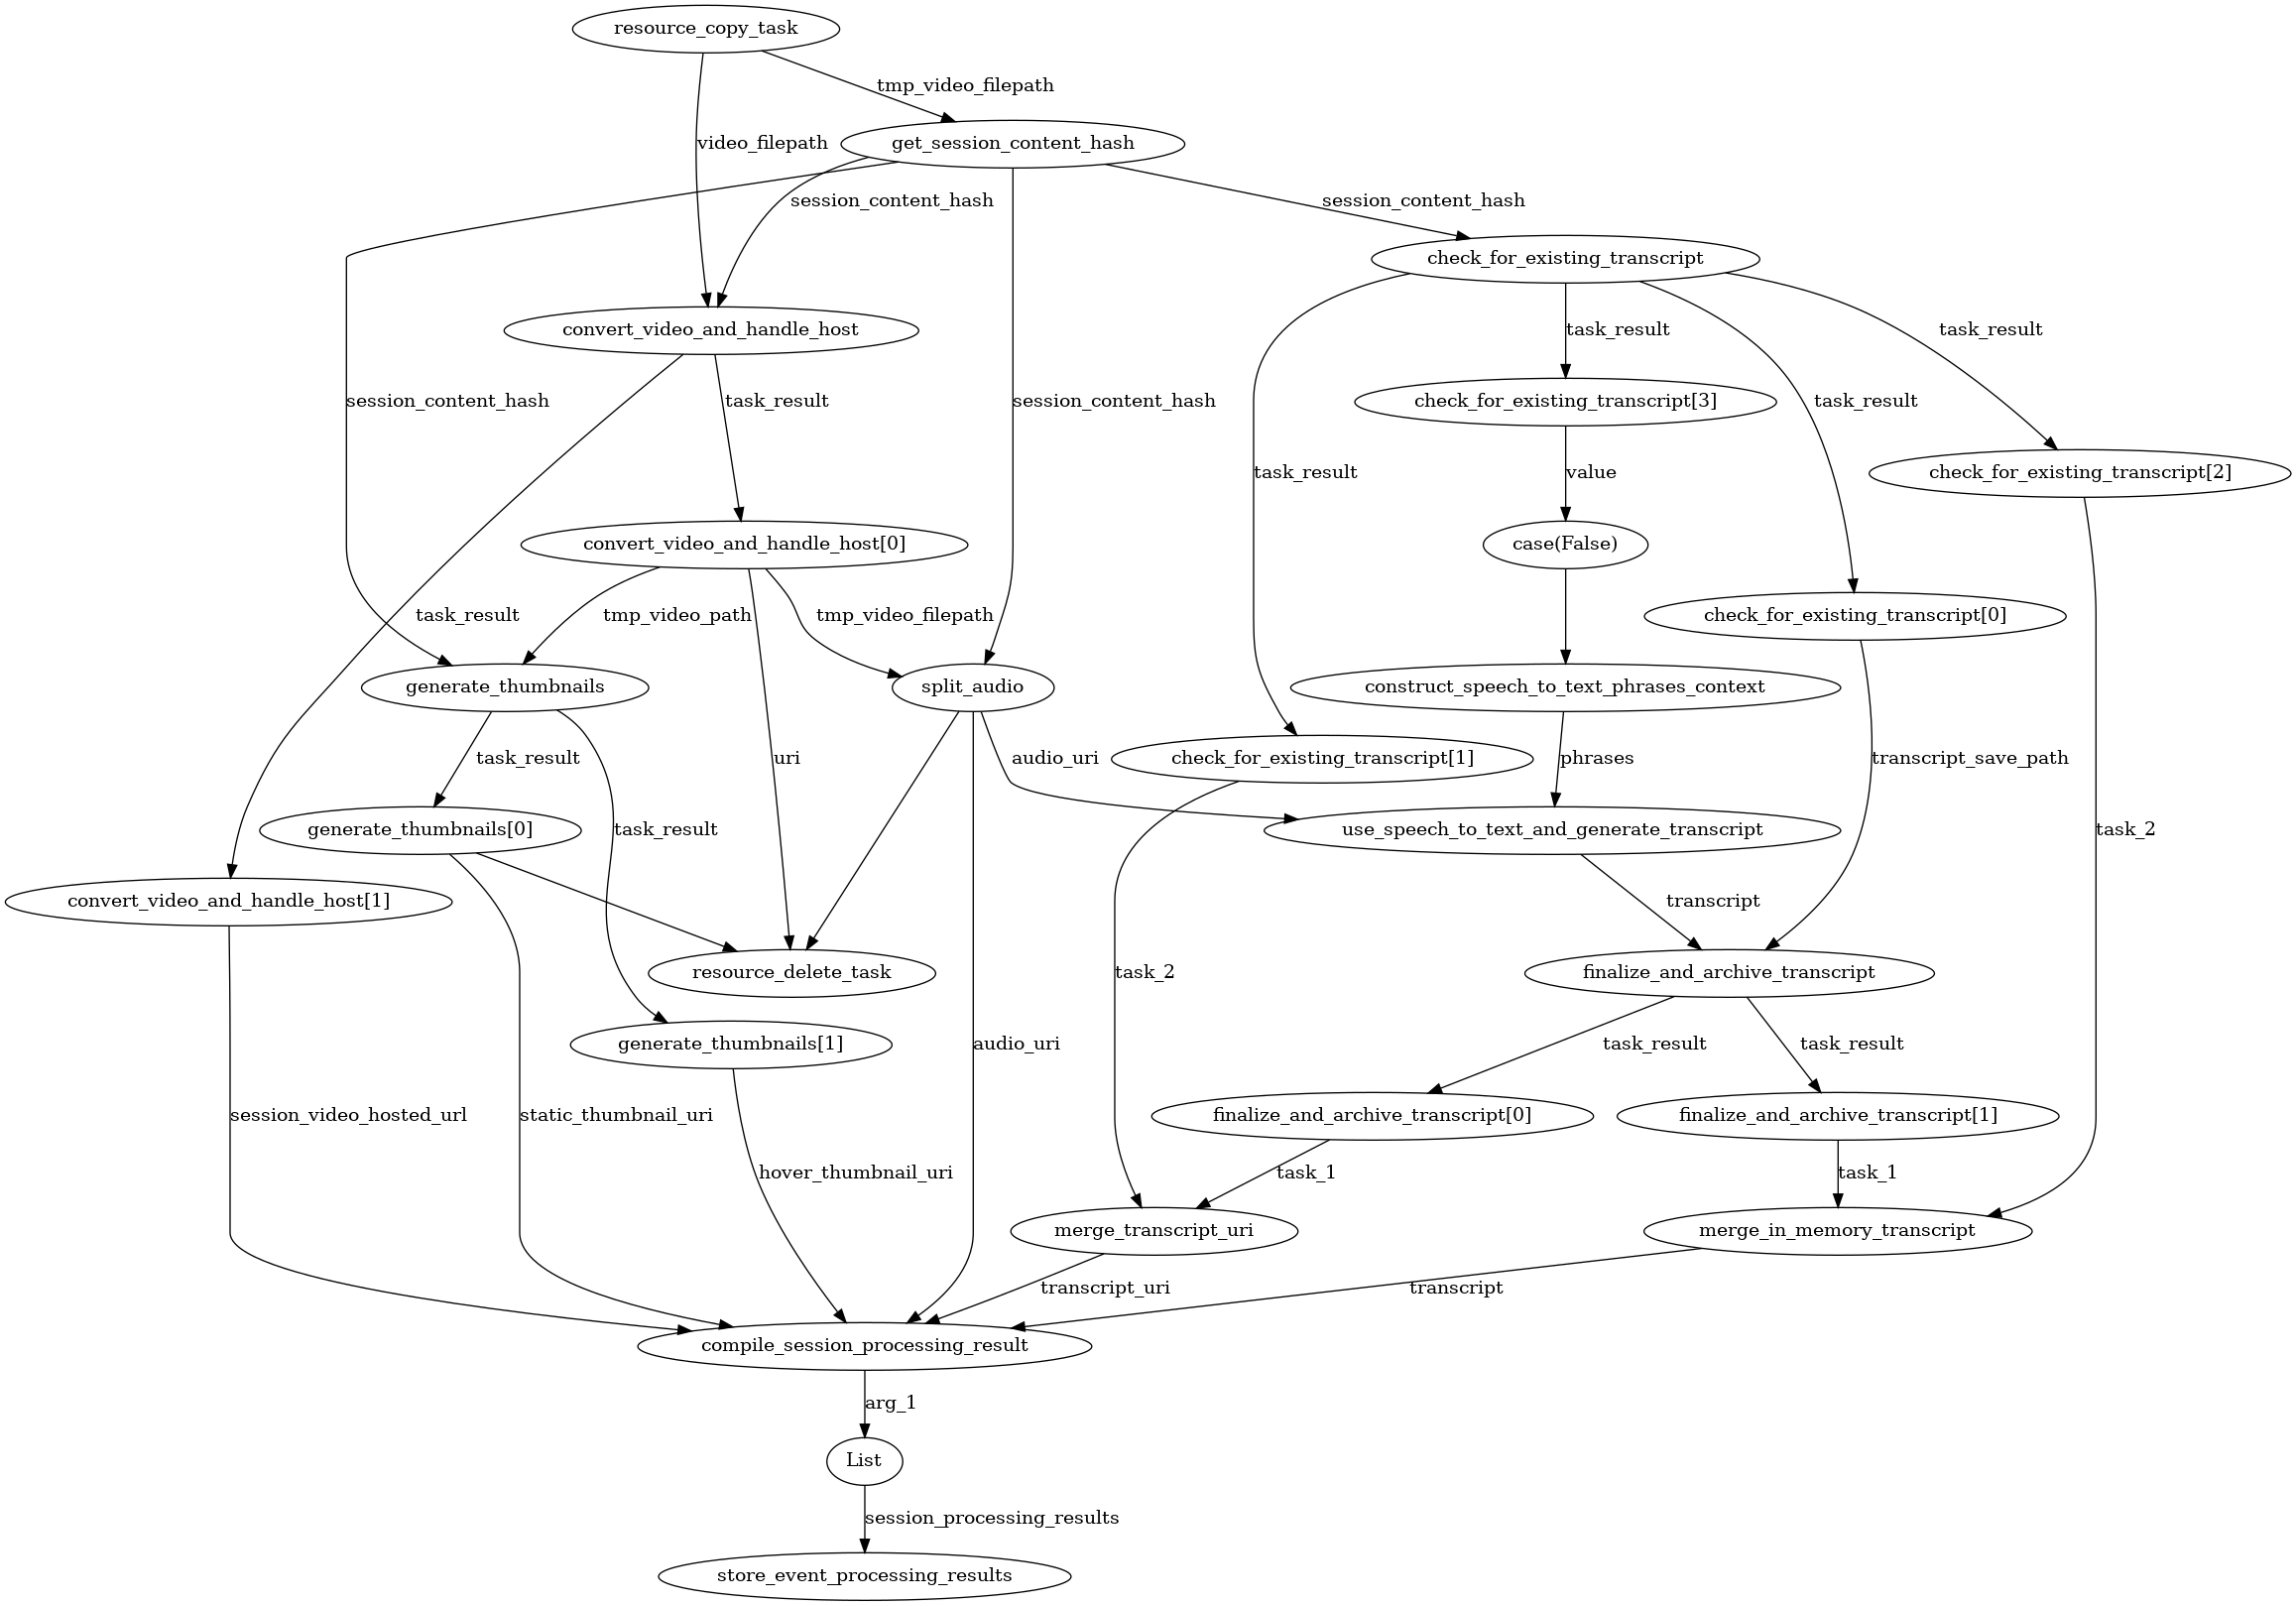 resource_copy_task
tmp_video_filepath
video_filepath
get_session_content_hash
session_content_hash
session_content_hash
check_for_existing_transcript
convert_video_and_handle_host
task_result
task_result
session_content_hash
task_result
session_content_hash
check_for_existing_transcript[3]
task_result
task_result
value
check_for_existing_transcript[2]
convert_video_and_handle_host[0]
case(False)
task_result
tmp_video_path
tmp_video_filepath
check_for_existing_transcript[0]
generate_thumbnails
split_audio
construct_speech_to_text_phrases_context
task_result
uri
audio_uri
check_for_existing_transcript[1]
phrases
transcript_save_path
generate_thumbnails[0]
task_result
use_speech_to_text_and_generate_transcript
task_2
convert_video_and_handle_host[1]
transcript
resource_delete_task
task_2
finalize_and_archive_transcript
generate_thumbnails[1]
audio_uri
task_result
task_result
session_video_hosted_url
static_thumbnail_uri
finalize_and_archive_transcript[0]
finalize_and_archive_transcript[1]
hover_thumbnail_uri
task_1
task_1
merge_transcript_uri
merge_in_memory_transcript
transcript_uri
transcript
compile_session_processing_result
arg_1
List
session_processing_results
store_event_processing_results